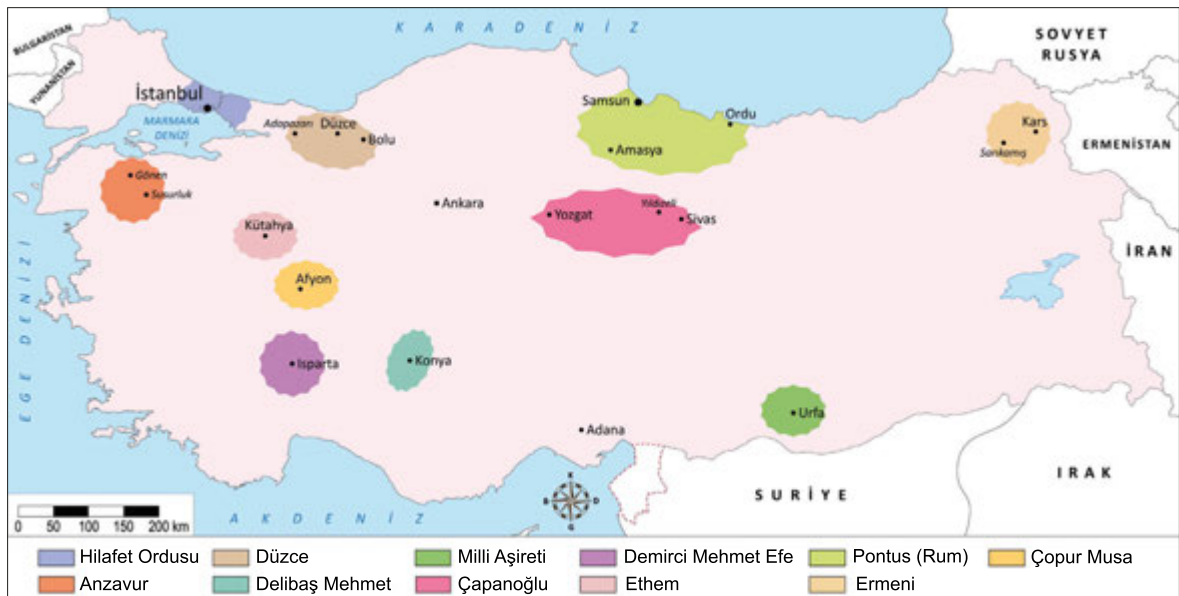 KARADENİZ
BULGARİSTAN
YUNANİSTAN
SOVYET
RUSYA
İstanbul
MARMARA
DENİZİ
Adapazarı
Düzce
Bolu
Samsun
Ordu
Amasya
Kars
Sarıkamış
ERMENİSTAN
Gönen
Susurluk
Ankara
Yozgat
Yıldızeli
Sivas
Kütahya
EGE DENİZİ
İRAN
Afyon
Isparta
Konya
Urfa
Adana
K
B
D
G
SURİYE
IRAK
AKDENİZ
0 50 100 150 200 km
Hilafet Ordusu
Düzce
Milli Aşireti
Demirci Mehmet Efe
Pontus (Rum)
Çopur Musa
Anzavur
Delibaş Mehmet
Çapanoğlu
Ethem
Ermeni